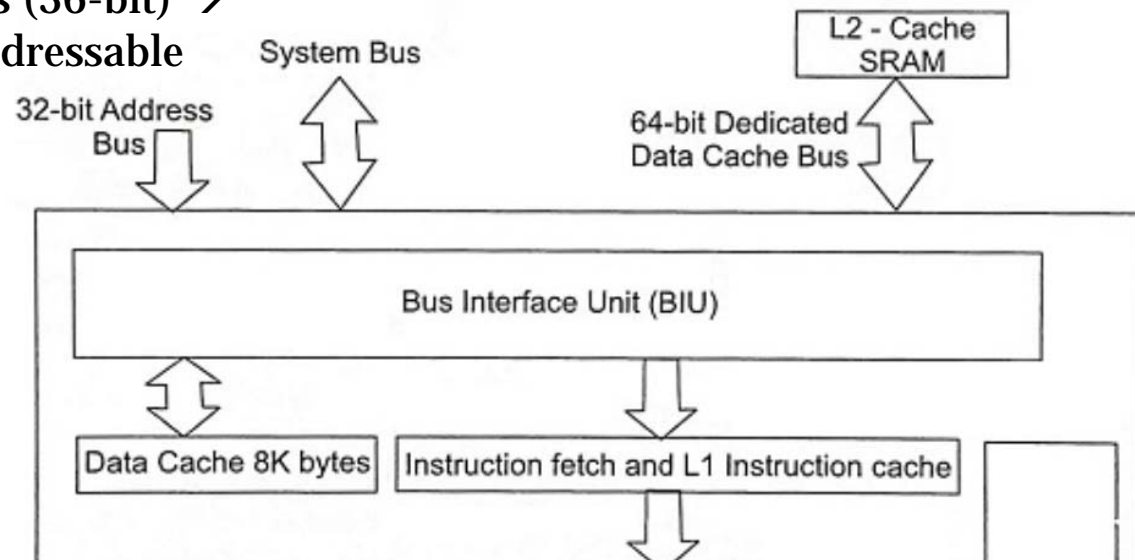 (36-bit) →
dressable
System Bus
L2 - Cache
SRAM
32-bit Address
Bus
64-bit Dedicated
Data Cache Bus
Bus Interface Unit (BIU)
Data Cache 8K bytes
Instruction fetch and L1 Instruction cache